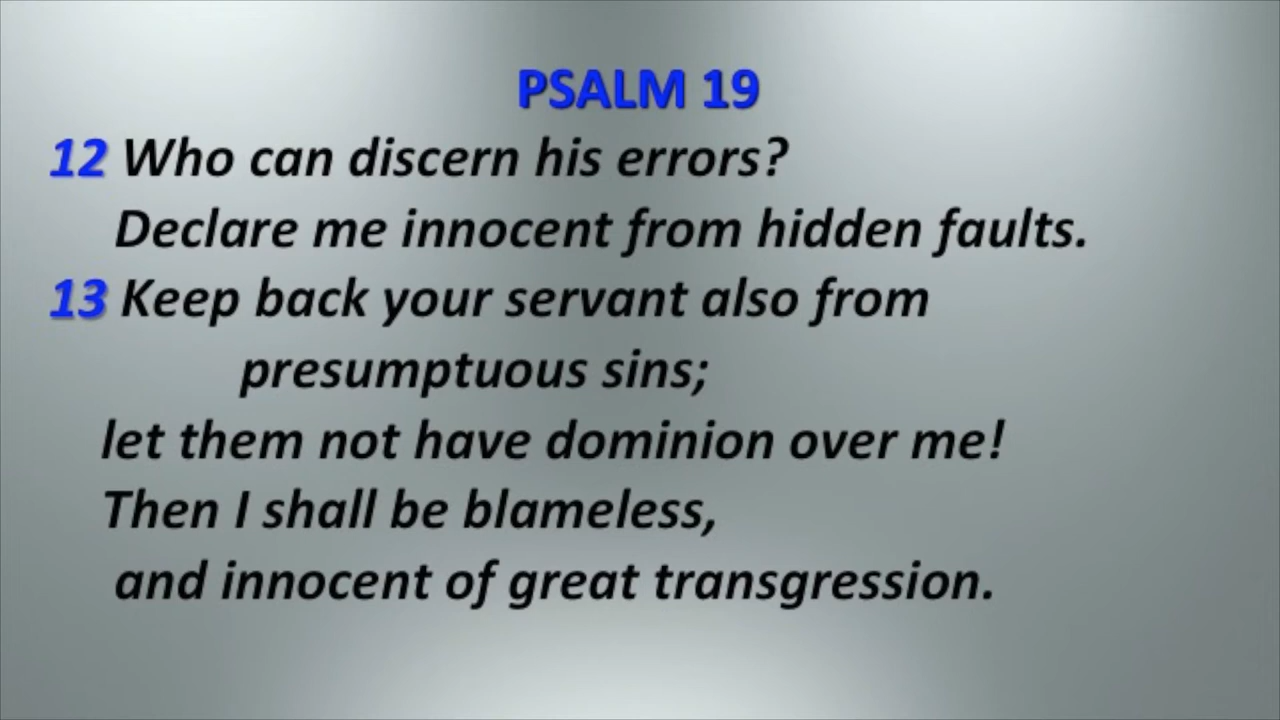 PSALM 19
12 Who can discern his errors?
Declare me innocent from hidden faults.
13 Keep back your servant also from
presumptuous sins;
let them not have dominion over me!
Then I shall be blameless,
and innocent of great transgression.